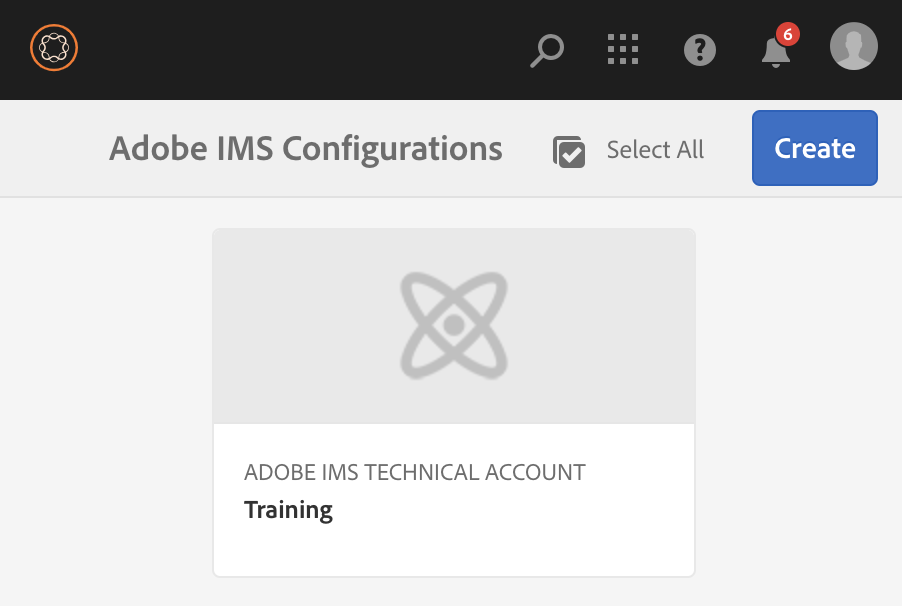 6
Adobe IMS Configurations
Select All
Create
ADOBE IMS TECHNICAL ACCOUNT
Training